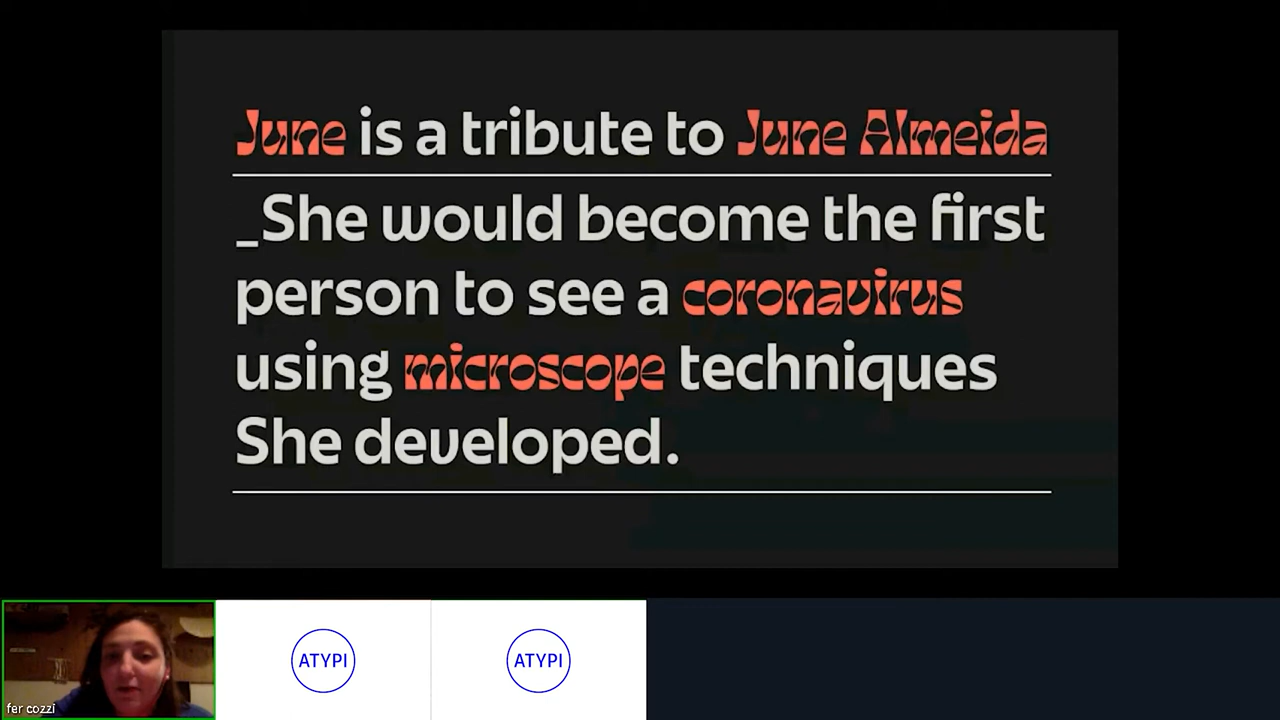 June is a tribute to June Almeida
_She would become the first
person to see a coronavirus
using microscope techniques
She developed.
fer cozzi
ATYPI
ATYPI